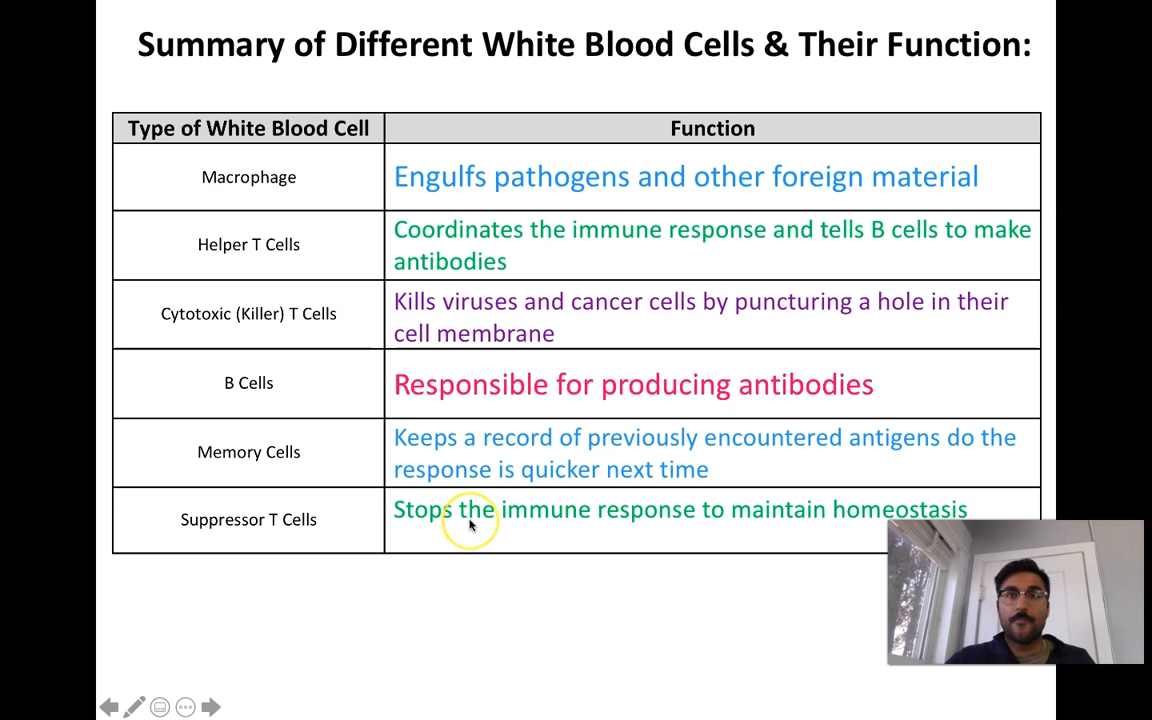 Summary of Different White Blood Cells & Their Function:
Type of White Blood Cell
Function
Macrophage
Engulfs pathogens and other foreign material
Helper T Cells
Coordinates the immune response and tells B cells to make
antibodies
Cytotoxic (Killer) T Cells
Kills viruses and cancer cells by puncturing a hole in their
cell membrane
B Cells
Responsible for producing antibodies
Memory Cells
Keeps a record of previously encountered antigens do the
response is quicker next time
Suppressor T Cells
Stops the immune response to maintain homeostasis